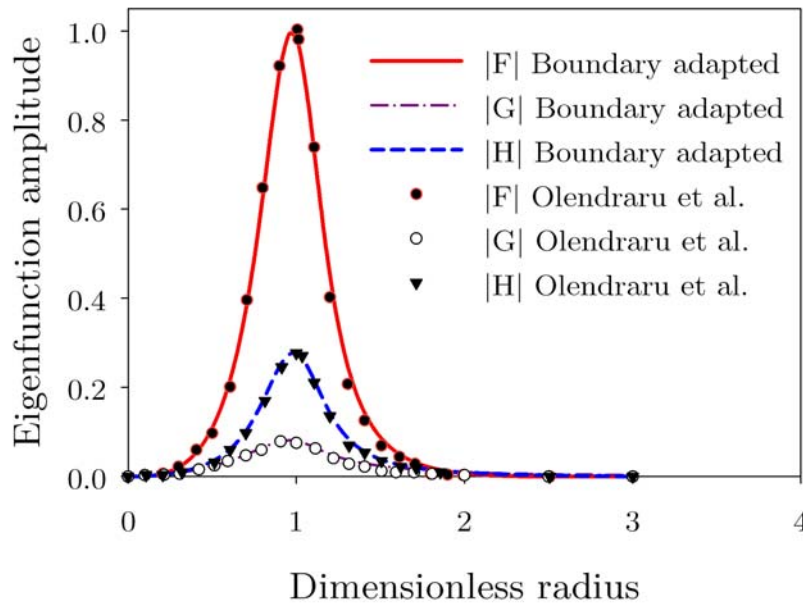 Eigenfunction amplitude
1.0
0.8
0.6
0.4
0.2
0.0
|F| Boundary adapted
|G| Boundary adapted
|H| Boundary adapted
|F| Olendraru et al.
|G| Olendraru et al.
|H| Olendraru et al.
0 1 2 3 4
Dimensionless radius